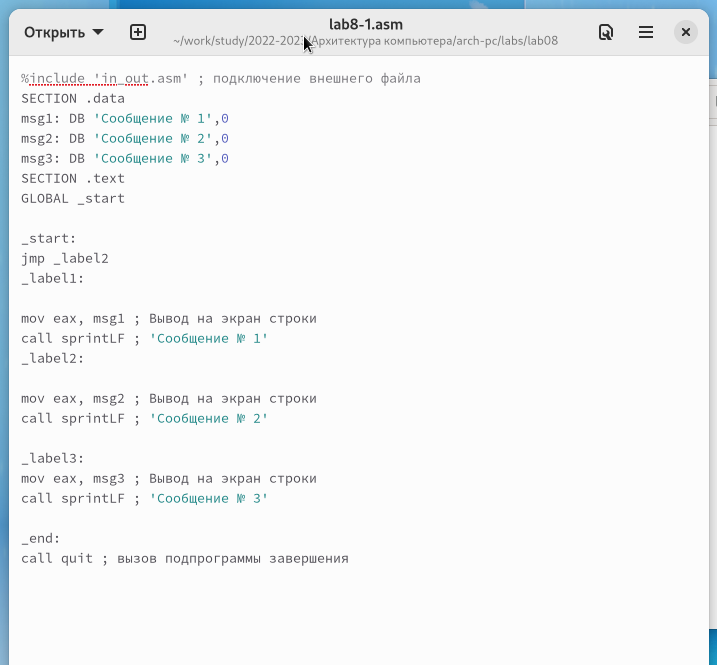 Открыть
lab8-1.asm
~/work/study/2022-2023/Архитектура компьютера/arch-pc/labs/lab08
%include 'in_out.asm' ; подключение внешнего файла
SECTION .data
msg1: DB 'Сообщение № 1',0
msg2: DB 'Сообщение № 2',0
msg3: DB 'Сообщение № 3',0
SECTION .text
GLOBAL _start
_start:
jmp _label2
_label1:
mov eax, msg1 ; Вывод на экран строки
call sprintLF ; 'Сообщение № 1'
_label2:
mov eax, msg2 ; Вывод на экран строки
call sprintLF ; 'Сообщение № 2'
_label3:
mov eax, msg3 ; Вывод на экран строки
call sprintLF ; 'Сообщение № 3'
_end:
call quit ; вызов подпрограммы завершения